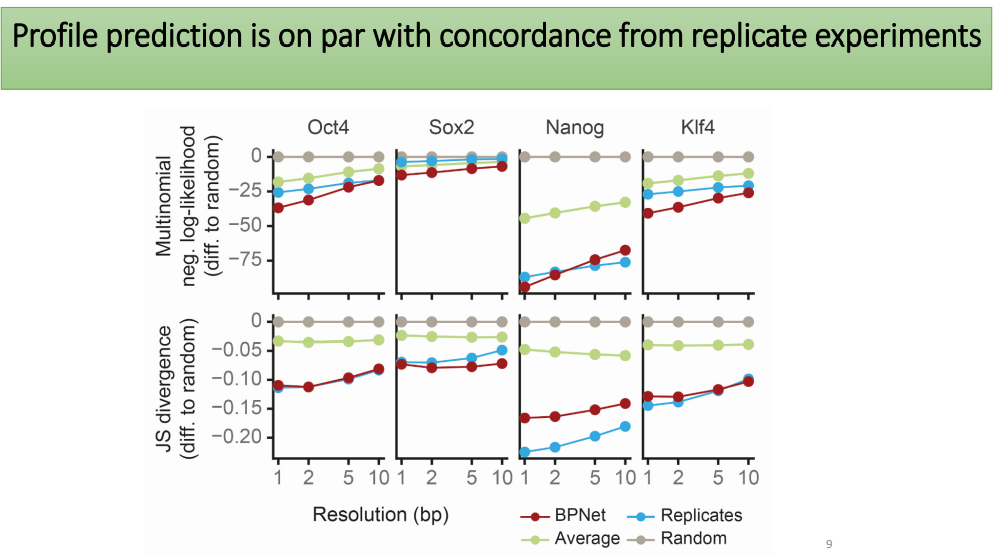 Profile prediction is on par with concordance from replicate experiments
Oct4 Sox2 Nanog Klf4
Multinomial
neg. log-likelihood
(diff. to random)
0
−25
−50
−75
JS divergence
(diff. to random)
0
−0.05
−0.10
−0.15
−0.20
1 2 5 10 1 2 5 10 1 2 5 10 1 2 5 10
Resolution (bp)
BPNet Replicates
Average Random
9